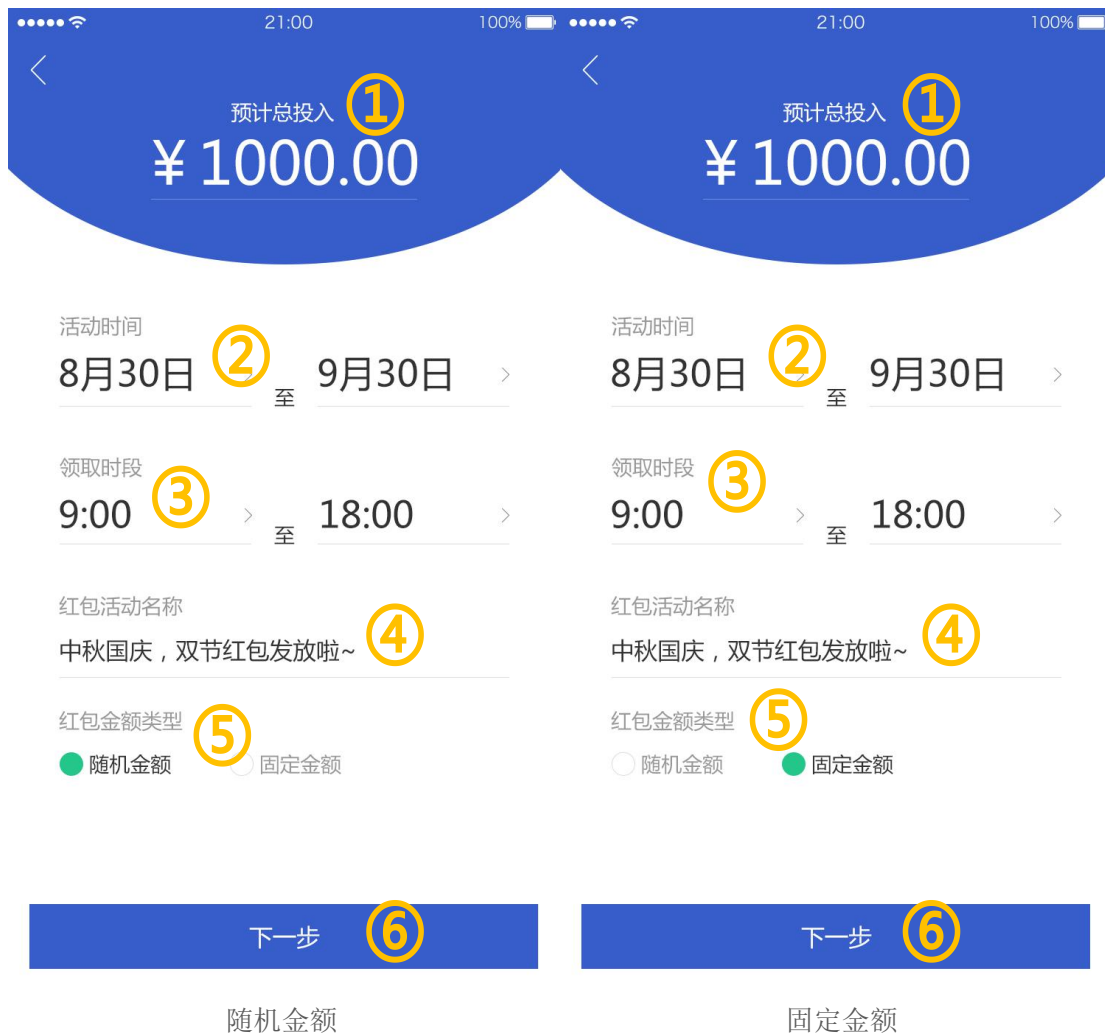 21:00 100%
预计总投入 ①
¥ 1000.00
活动时间
8月30日 ② 至 9月30日
领取时段
9:00 ③ 至 18:00
红包活动名称
中秋国庆，双节红包发放啦~ ④
红包金额类型 ⑤
随机金额 固定金额
下一步 ⑥
随机金额
21:00 100%
预计总投入 ①
¥ 1000.00
活动时间
8月30日 ② 至 9月30日
领取时段 ③
9:00 至 18:00
红包活动名称
中秋国庆，双节红包发放啦~ ④
红包金额类型 ⑤
随机金额 固定金额
下一步 ⑥
固定金额